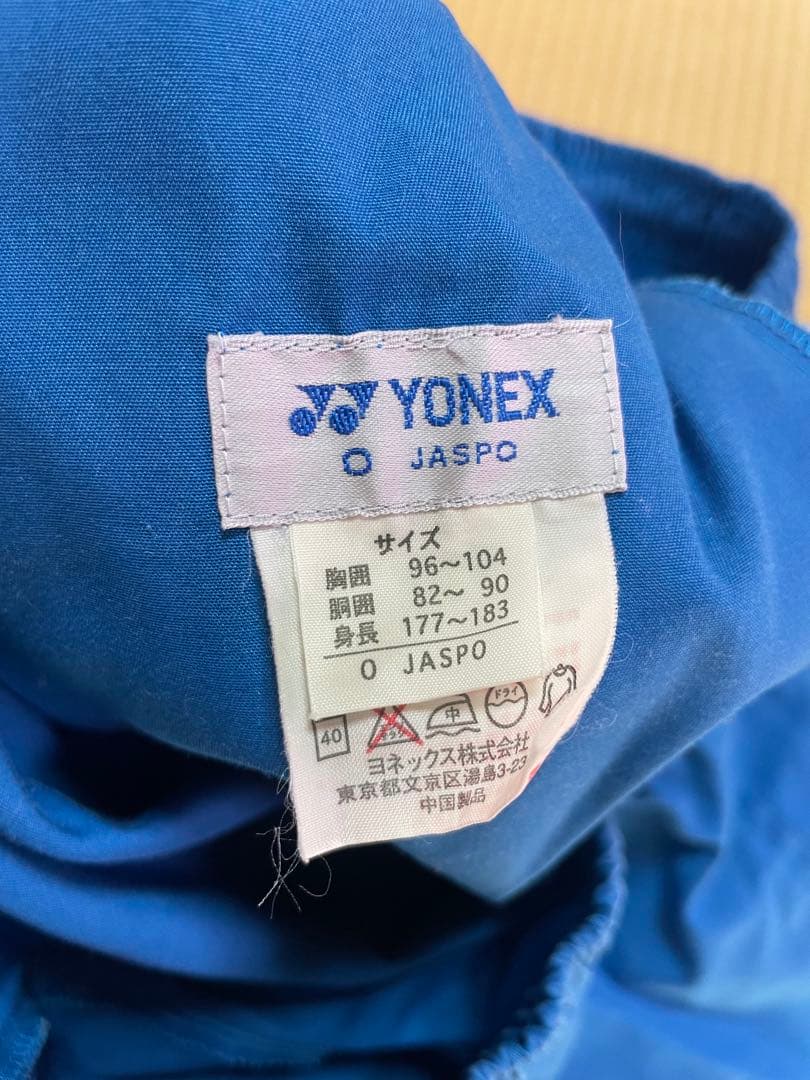 YONEX
O JASPO
サイズ
胸囲 96～104
胴囲 82～ 90
身長 177～183
O JASPO
40 中 ドライ
ヨネックス株式会社
東京都文京区湯島3-23
中国製品